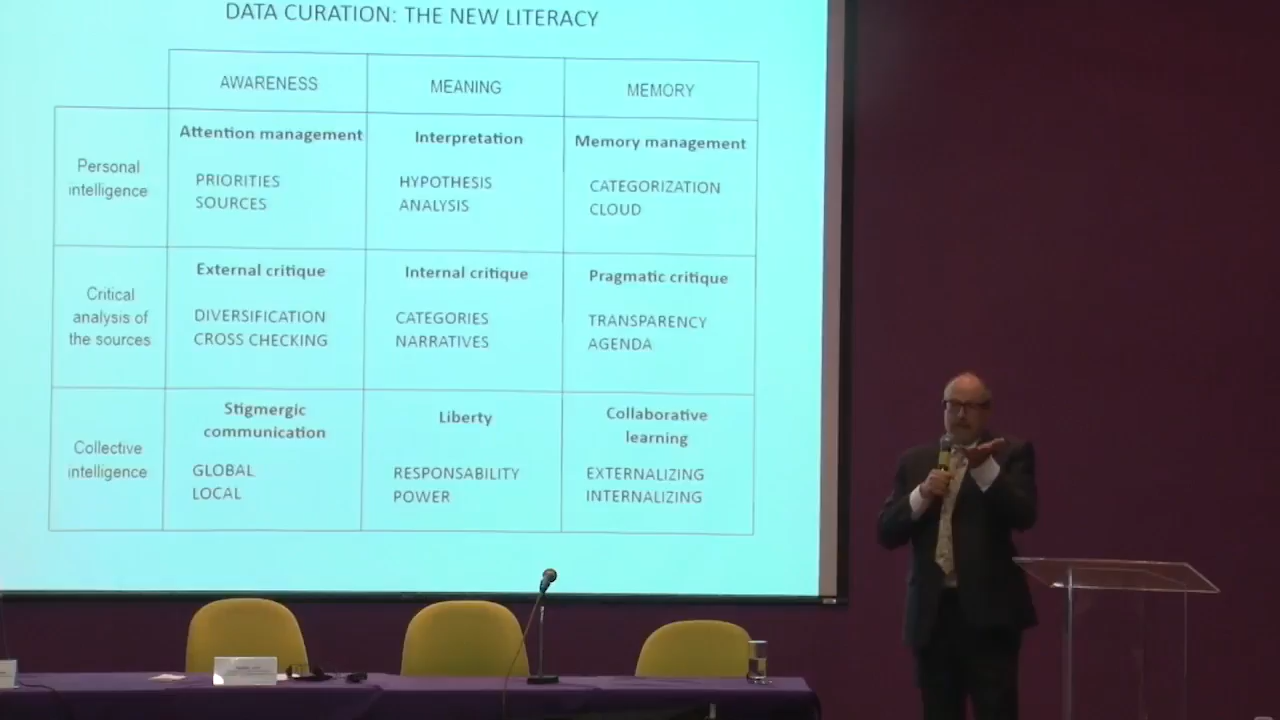 DATA CURATION: THE NEW LITERACY
AWARENESS
MEANING
MEMORY
Personal
intelligence
Attention management
PRIORITIES
SOURCES
Interpretation
HYPOTHESIS
ANALYSIS
Memory management
CATEGORIZATION
CLOUD
Critical
analysis of
the sources
External critique
DIVERSIFICATION
CROSS CHECKING
Internal critique
CATEGORIES
NARRATIVES
Pragmatic critique
TRANSPARENCY
AGENDA
Collective
intelligence
Stigmergic
communication
GLOBAL
LOCAL
Liberty
RESPONSABILITY
POWER
Collaborative
learning
EXTERNALIZING
INTERNALIZING